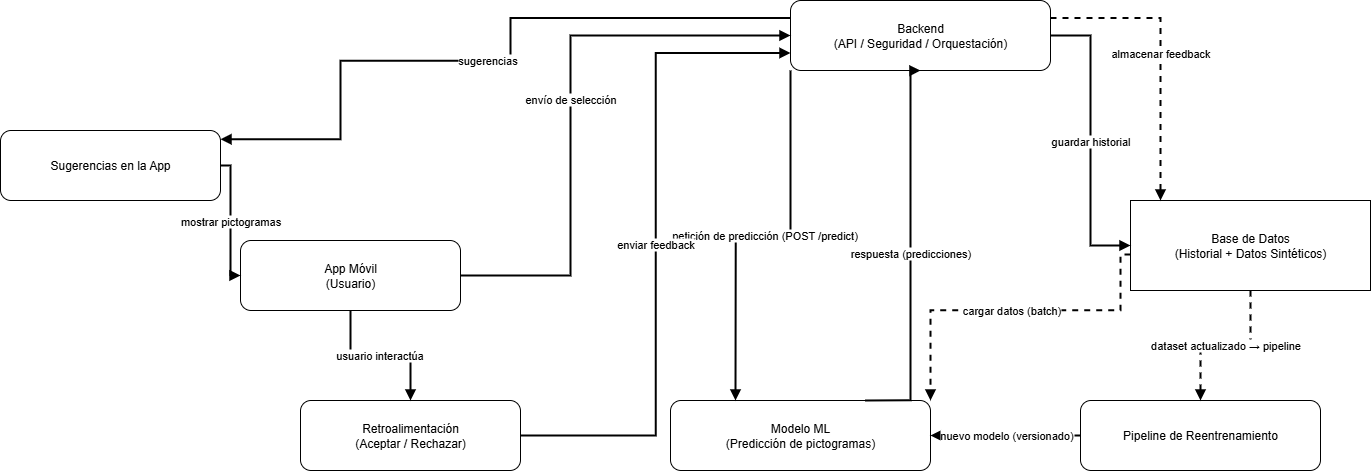 Backend
(API / Seguridad / Orquestación)
sugerencias
almacenar feedback
envío de selección
guardar historial
Sugerencias en la App
mostrar pictogramas
petición de predicción (POST /predict)
enviar feedback
respuesta (predicciones)
Base de Datos
(Historial + Datos Sintéticos)
App Móvil
(Usuario)
cargar datos (batch)
usuario interactúa
dataset actualizado → pipeline
Retroalimentación
(Aceptar / Rechazar)
Modelo ML
(Predicción de pictogramas)
nuevo modelo (versionado)
Pipeline de Reentrenamiento